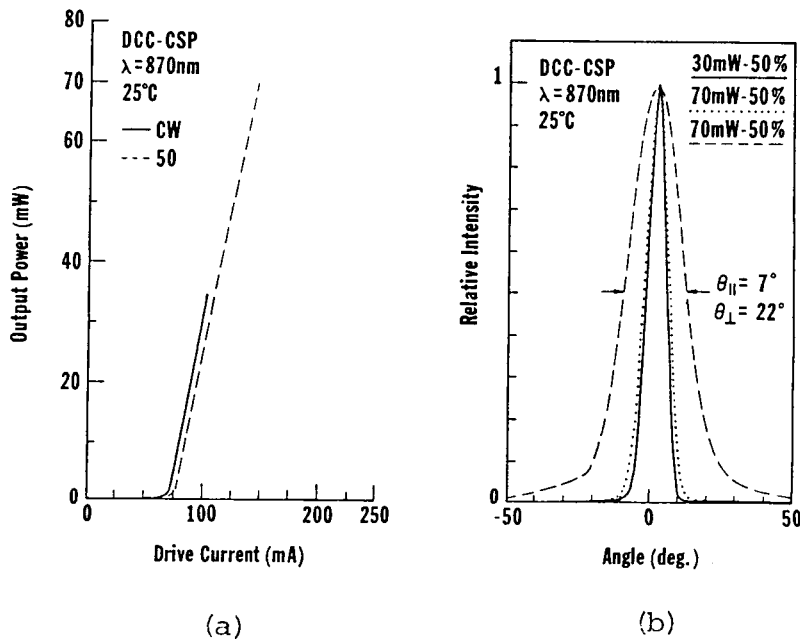 80
70
60
40
20
0
Output Power (mW)
DCC-CSP
λ=870nm
25°C
CW
50
0
100
200
250
Drive Current (mA)
(a)
1
0
Relative Intensity
DCC-CSP
λ=870nm
25°C
30mW-50%
70mW-50%
70mW-50%
θ∥= 7°
θ⊥= 22°
-50
0
50
Angle (deg.)
(b)